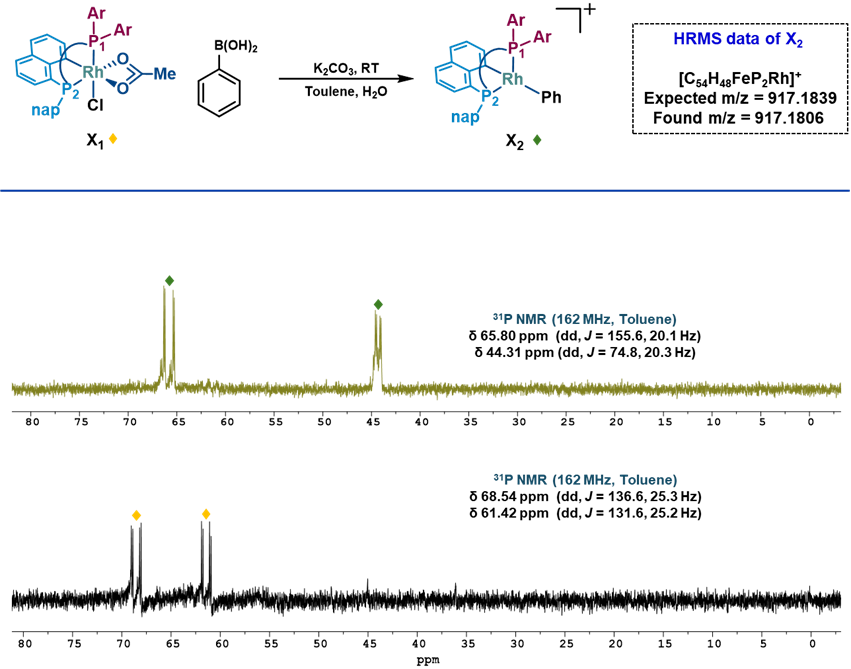 Ar
Ar
P1
Rh
O
O
Me
P2
Cl
nap
X1
B(OH)2
K2CO3, RT
Toulene, H2O
Ar
Ar
P1
Rh
P2
Ph
nap
+
X2
HRMS data of X2
[C54H48FeP2Rh]+
Expected m/z = 917.1839
Found m/z = 917.1806
31P NMR (162 MHz, Toluene)
δ 65.80 ppm (dd, J = 155.6, 20.1 Hz)
δ 44.31 ppm (dd, J = 74.8, 20.3 Hz)
80 75 70 65 60 55 50 45 40 35 30 25 20 15 10 5 0
31P NMR (162 MHz, Toluene)
δ 68.54 ppm (dd, J = 136.6, 25.3 Hz)
δ 61.42 ppm (dd, J = 131.6, 25.2 Hz)
80 75 70 65 60 55 50 45 40 35 30 25 20 15 10 5 0
ppm